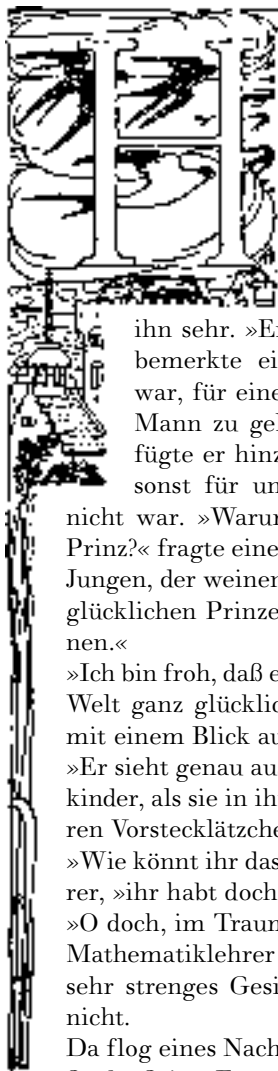 ihn sehr. »Er
bemerkte ei
war, für eine
Mann zu gel
fügte er hinz
sonst für un
nicht war. »Warun
Prinz?« fragte eine
Jungen, der weiner
glücklichen Prinze
nen.«
»Ich bin froh, daß e
Welt ganz glücklic
mit einem Blick au
»Er sieht genau au
kinder, als sie in ih
ren Vorstecklätzche
»Wie könnt ihr das
rer, »ihr habt doch
»O doch, im Traun
Mathematiklehrer
sehr strenges Gesi
nicht.
Da flog eines Nach